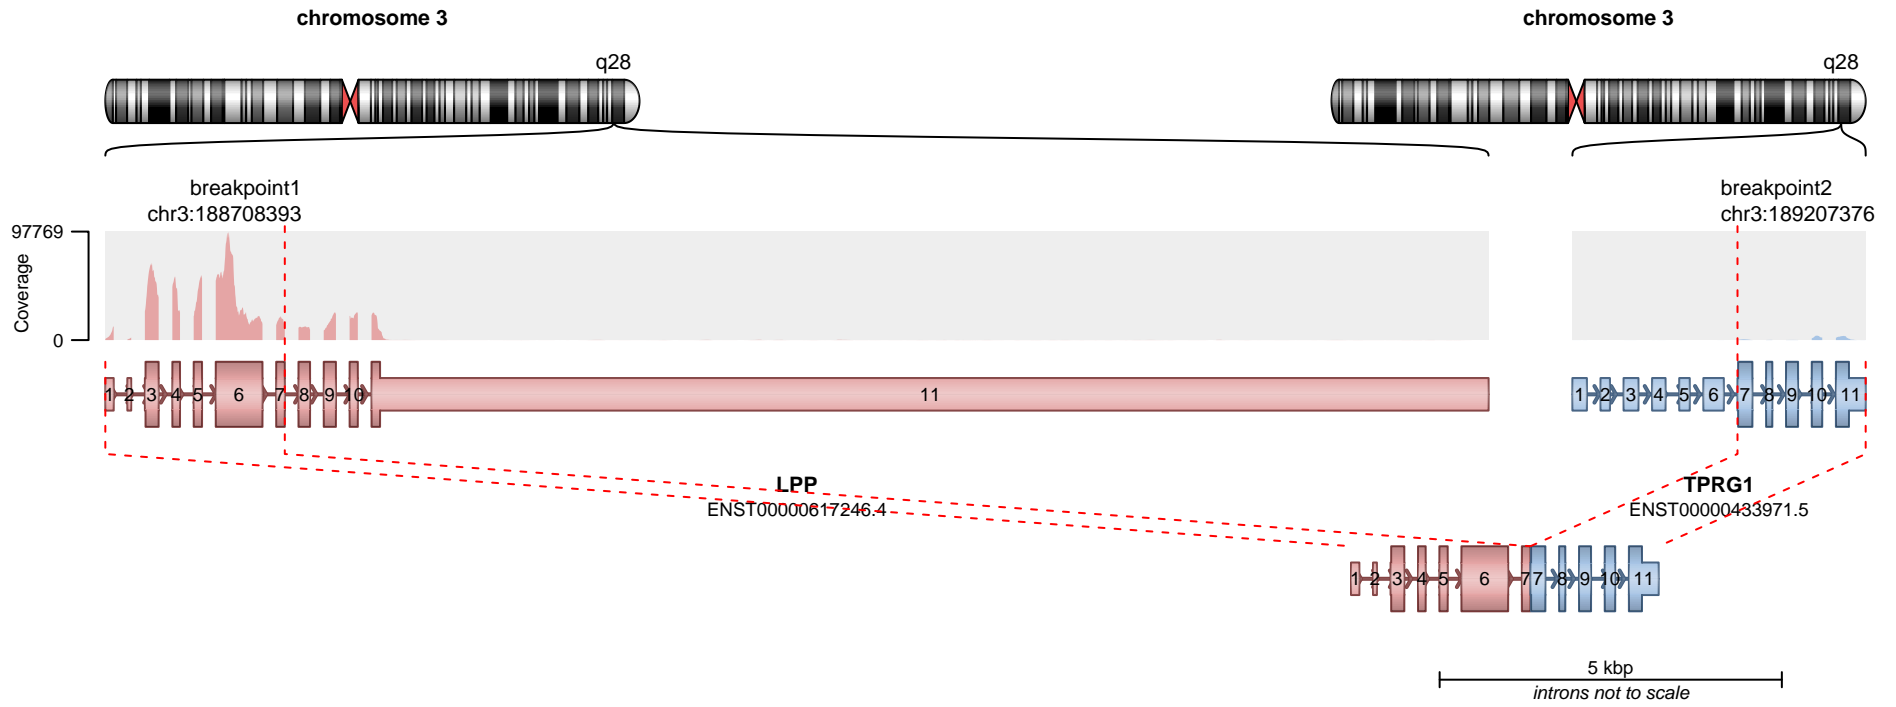 chromosome 3
chromosome 3
q28
q28
breakpoint1
chr3:188708393
breakpoint2
chr3:189207376
97769
Coverage
0
1 2 3 4 5 6 7 8 9 10 11
1 2 3 4 5 6 7 8 9 10 11
LPP
ENST00000617246.4
TPRG1
ENST00000433971.5
1 2 3 4 5 6 7 7 8 9 10 11
5 kbp
introns not to scale